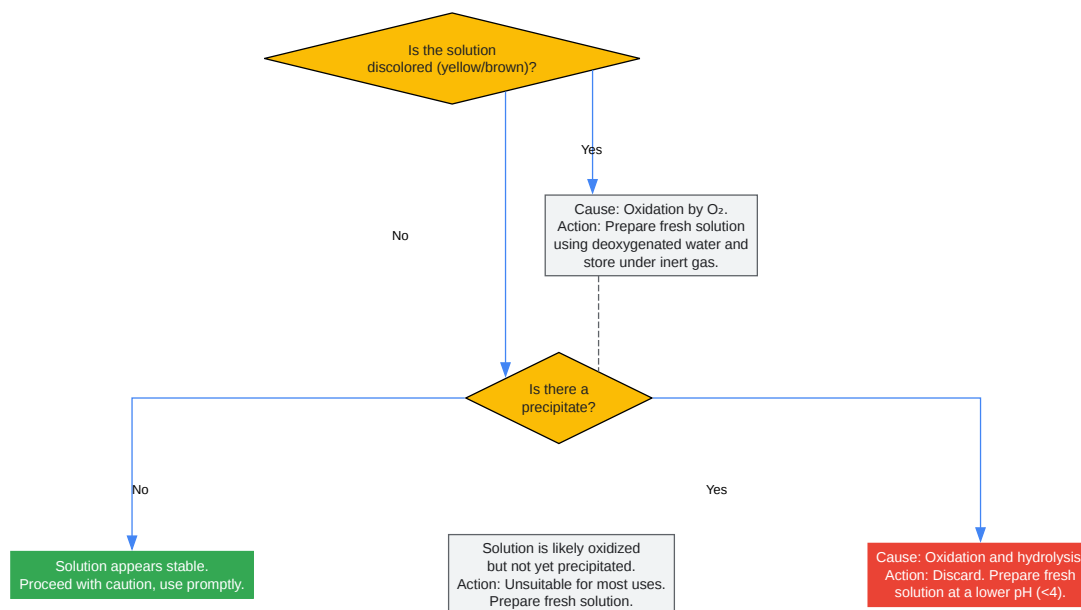 Is the solution
discolored (yellow/brown)?
Yes
Cause: Oxidation by O₂.
Action: Prepare fresh solution
using deoxygenated water and
store under inert gas.
No
Is there a
precipitate?
No
Yes
Solution appears stable.
Proceed with caution, use promptly.
Solution is likely oxidized
but not yet precipitated.
Action: Unsuitable for most uses.
Prepare fresh solution.
Cause: Oxidation and hydrolysis.
Action: Discard. Prepare fresh
solution at a lower pH (<4).